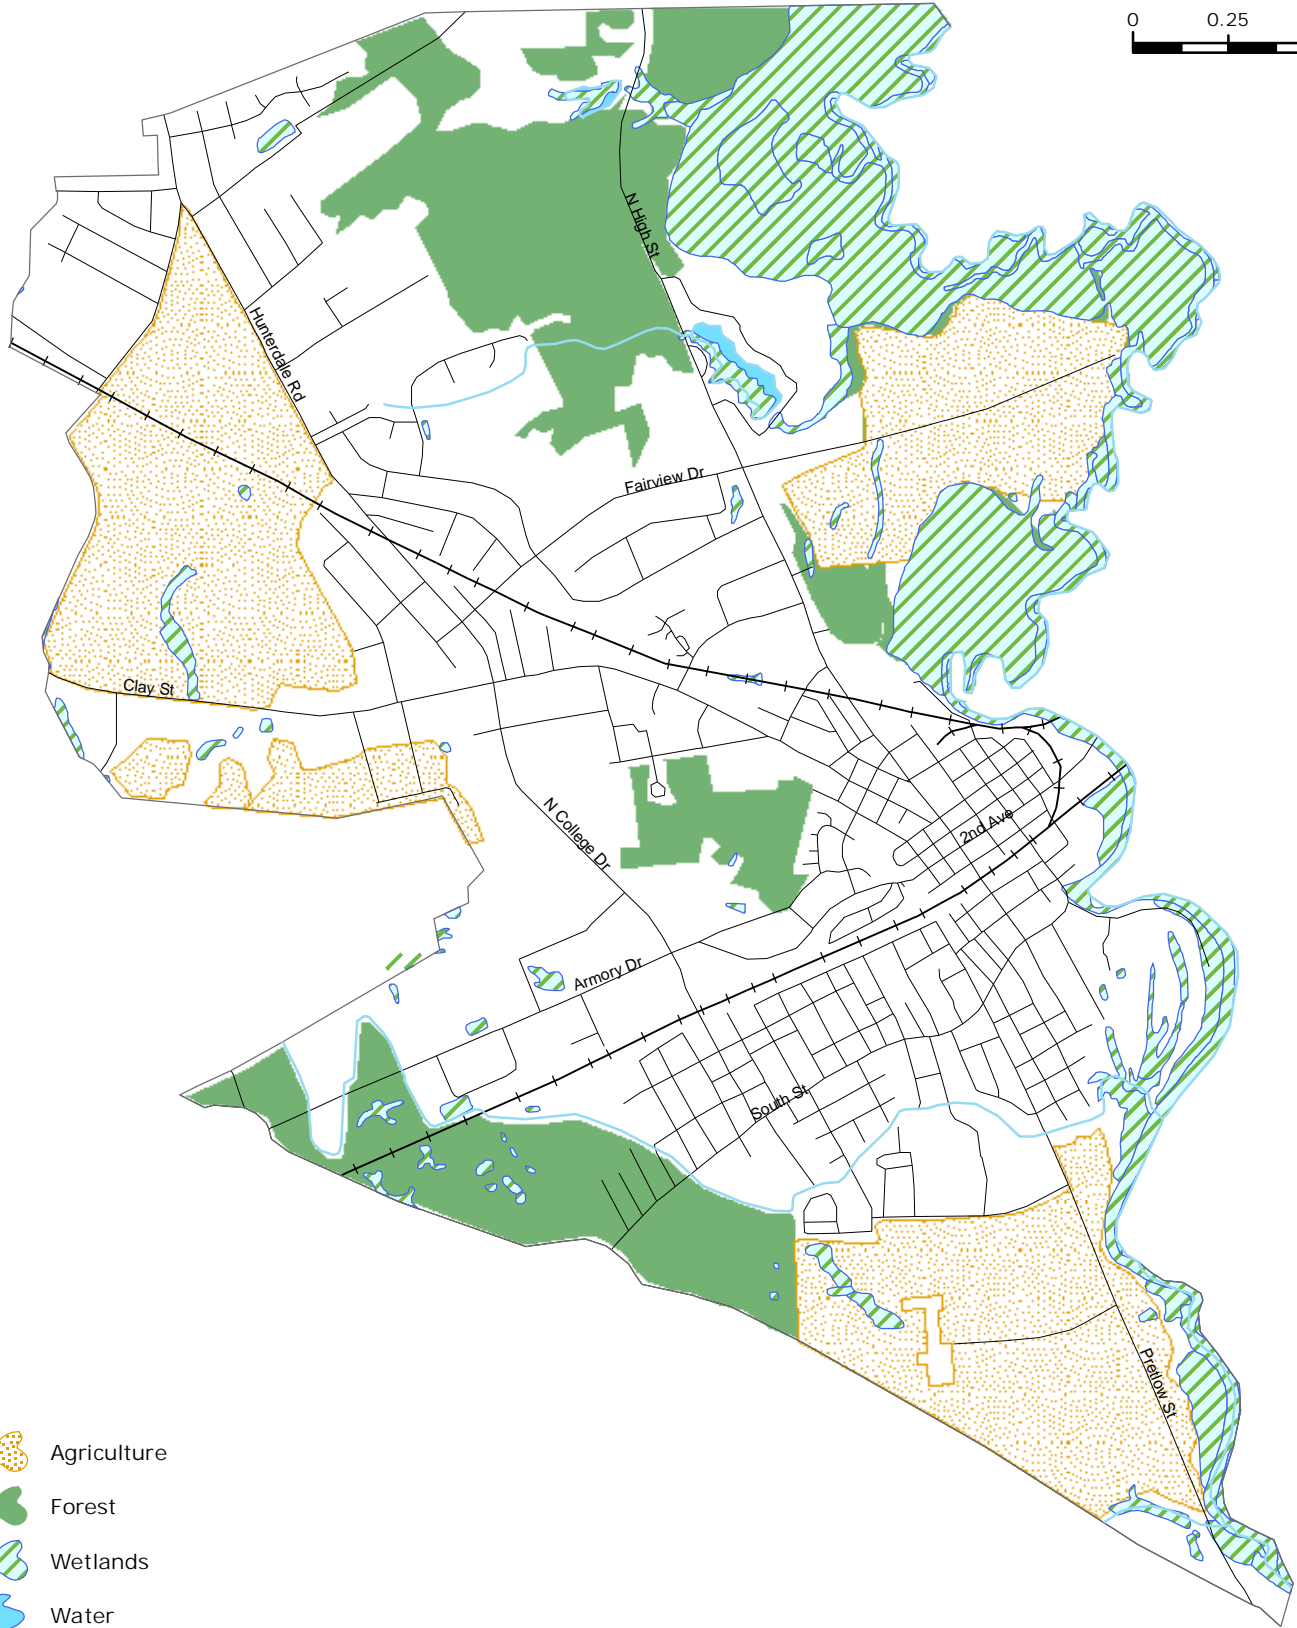 0 0.25
N High St
Hunterdale Rd
Fairview Dr
Clay St
2nd Ave
N College Dr
Armory Dr
South St
Pretlow St
Agriculture
Forest
Wetlands
Water